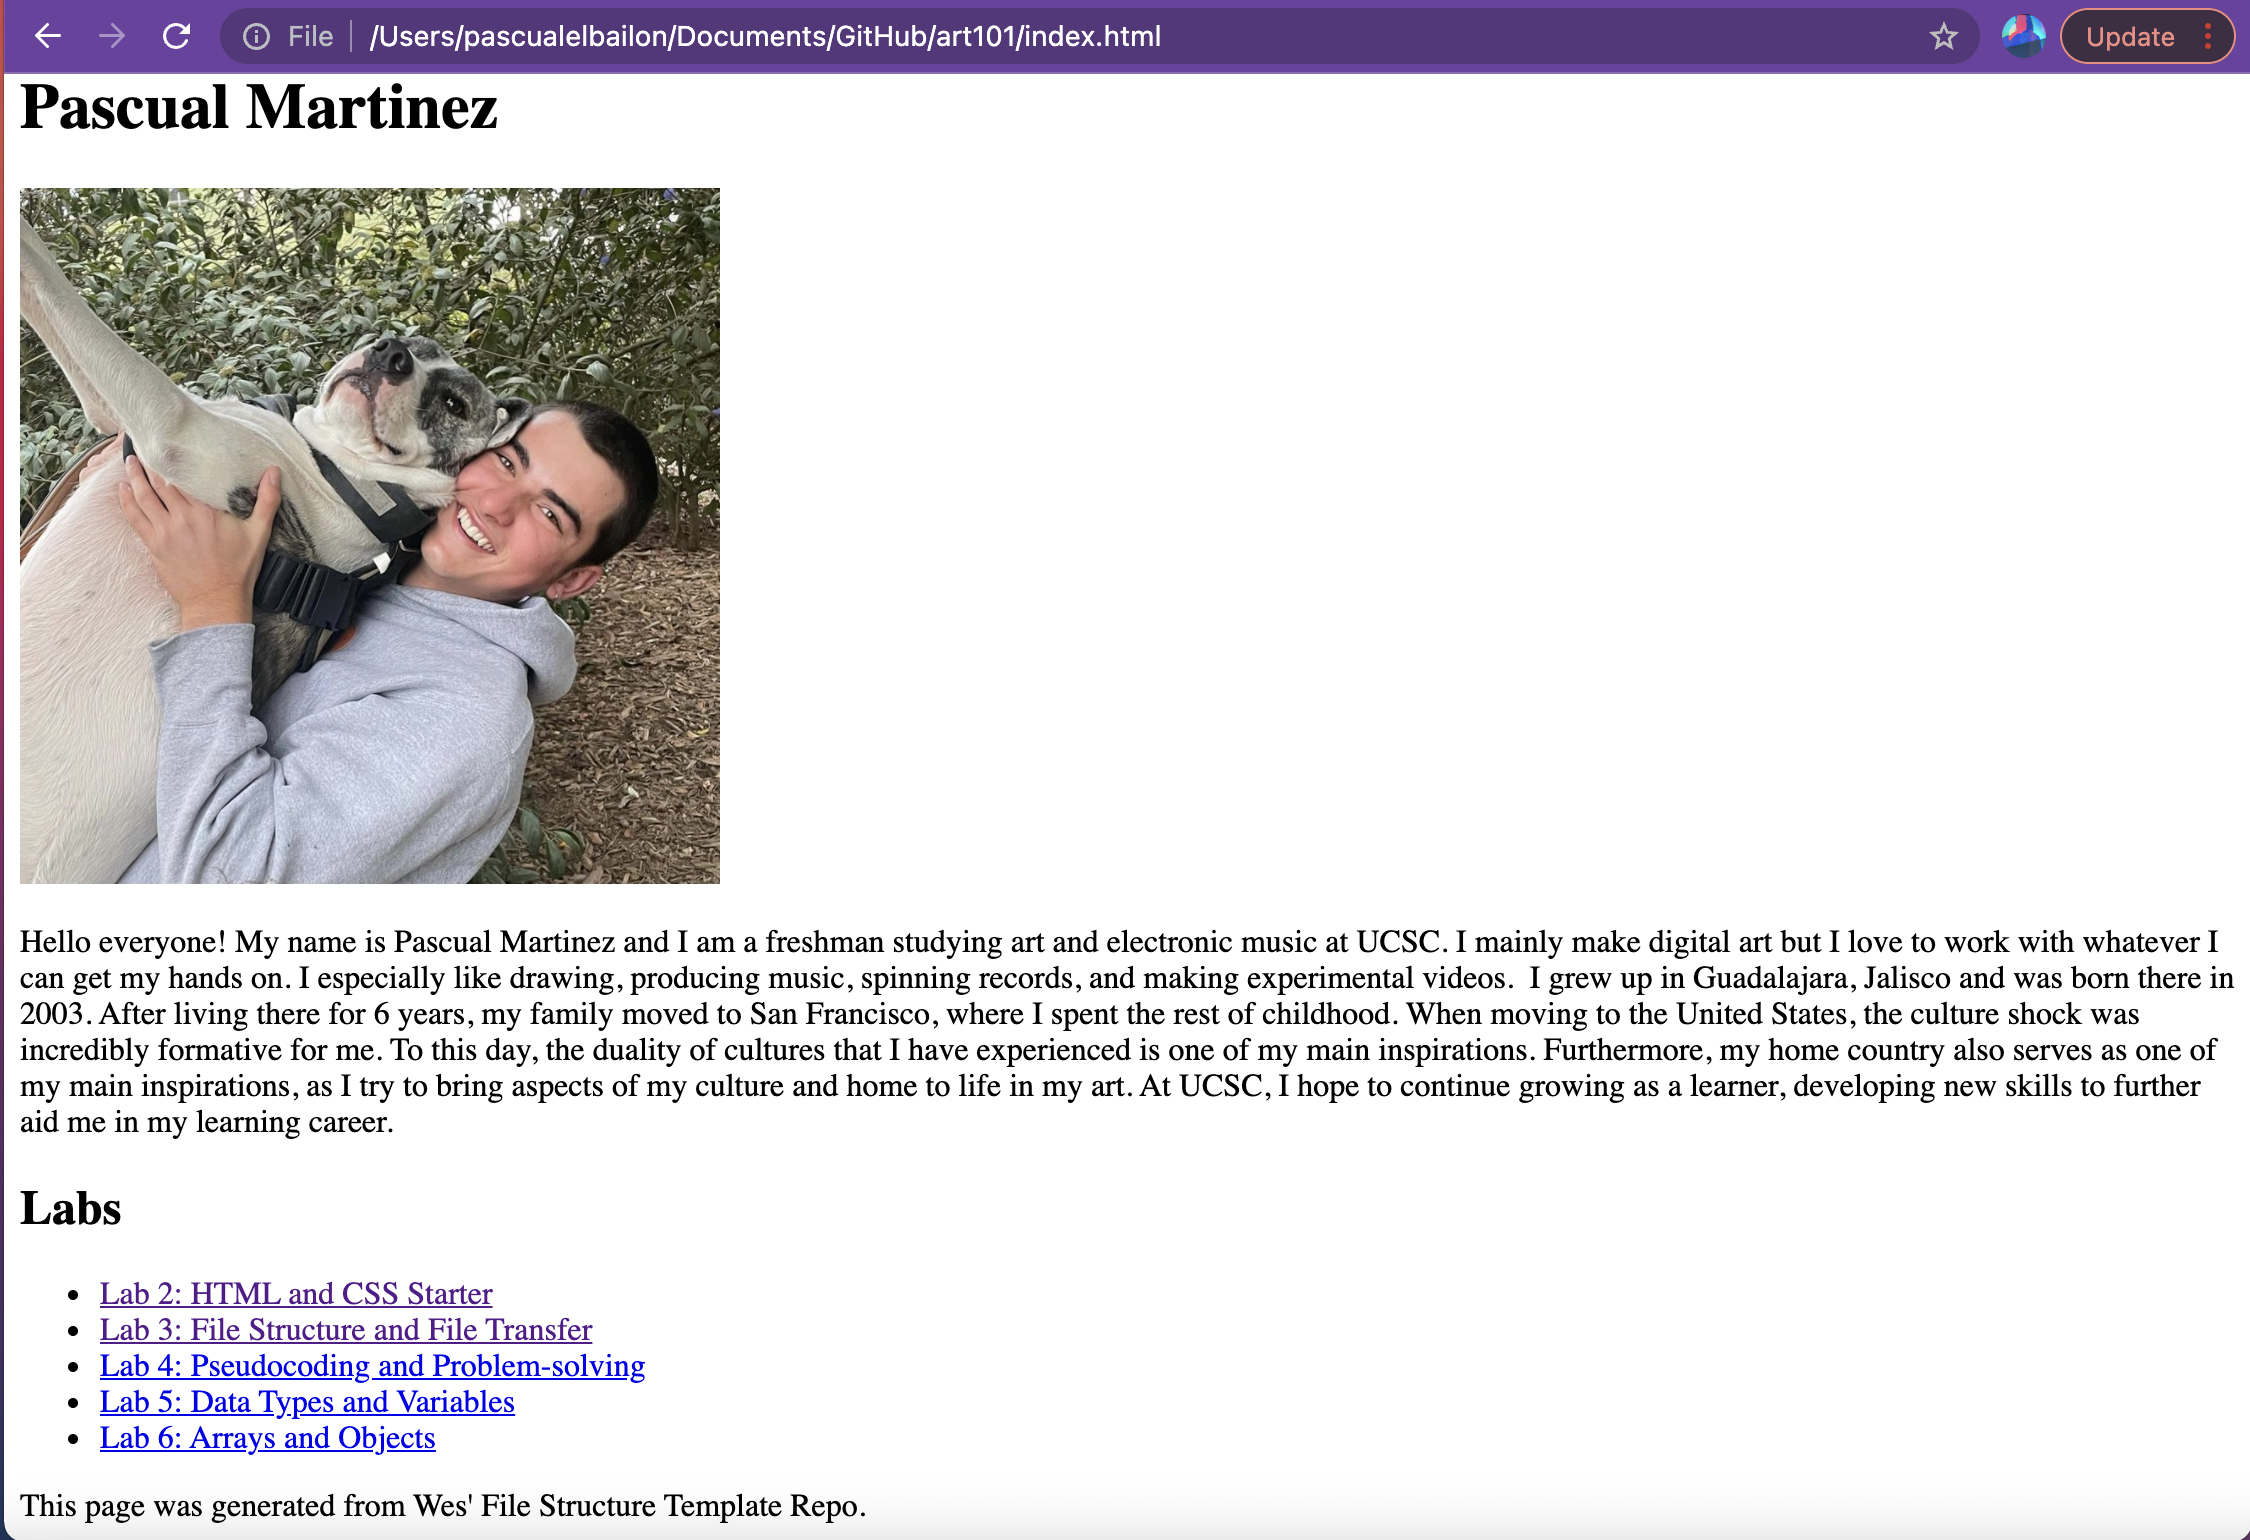 File /Users/pascualelbailon/Documents/GitHub/art101/index.html Update
Pascual Martinez
Hello everyone! My name is Pascual Martinez and I am a freshman studying art and electronic music at UCSC. I mainly make digital art but I love to work with whatever I
can get my hands on. I especially like drawing, producing music, spinning records, and making experimental videos.  I grew up in Guadalajara, Jalisco and was born there in
2003. After living there for 6 years, my family moved to San Francisco, where I spent the rest of childhood. When moving to the United States, the culture shock was
incredibly formative for me. To this day, the duality of cultures that I have experienced is one of my main inspirations. Furthermore, my home country also serves as one of
my main inspirations, as I try to bring aspects of my culture and home to life in my art. At UCSC, I hope to continue growing as a learner, developing new skills to further
aid me in my learning career.
Labs
• Lab 2: HTML and CSS Starter
• Lab 3: File Structure and File Transfer
• Lab 4: Pseudocoding and Problem-solving
• Lab 5: Data Types and Variables
• Lab 6: Arrays and Objects
This page was generated from Wes' File Structure Template Repo.